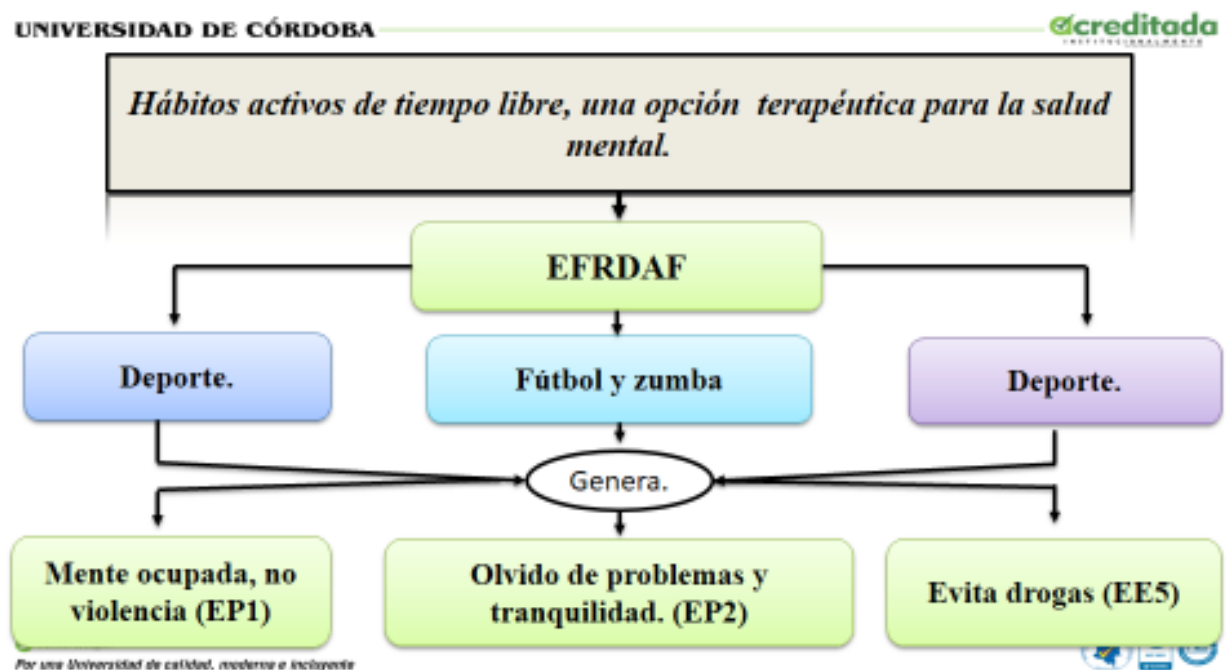 UNIVERSIDAD DE CÓRDOBA
acreditada
INSTITUCIONALMENTE
Hábitos activos de tiempo libre, una opción terapéutica para la salud
mental.
EFRDAF
Deporte.
Fútbol y zumba
Deporte.
Genera.
Mente ocupada, no
violencia (EP1)
Olvido de problemas y
tranquilidad. (EP2)
Evita drogas (EE5)
Por una Universidad de calidad, moderna e incluyente